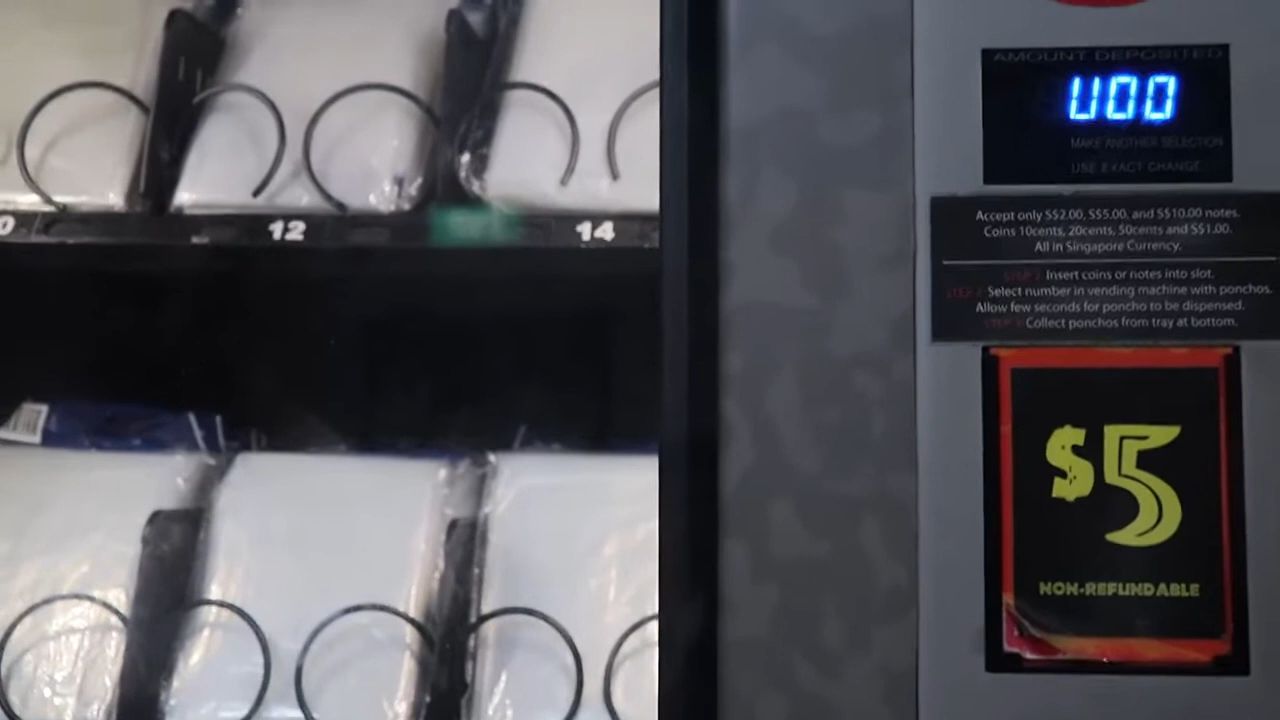 AMOUNT DEPOSITED
U00
MAKE ANOTHER SELECTION
USE EXACT CHANGE
Accept only S$2.00, S$5.00, and S$10.00 notes.
Coins 10cents, 20cents, 50cents and S$1.00.
All in Singapore Currency.
Insert coins or notes into slot.
STEP 2 Select number in vending machine with ponchos.
Allow few seconds for poncho to be dispensed.
Collect ponchos from tray at bottom.
0
12
14
$5
NON-REFUNDABLE